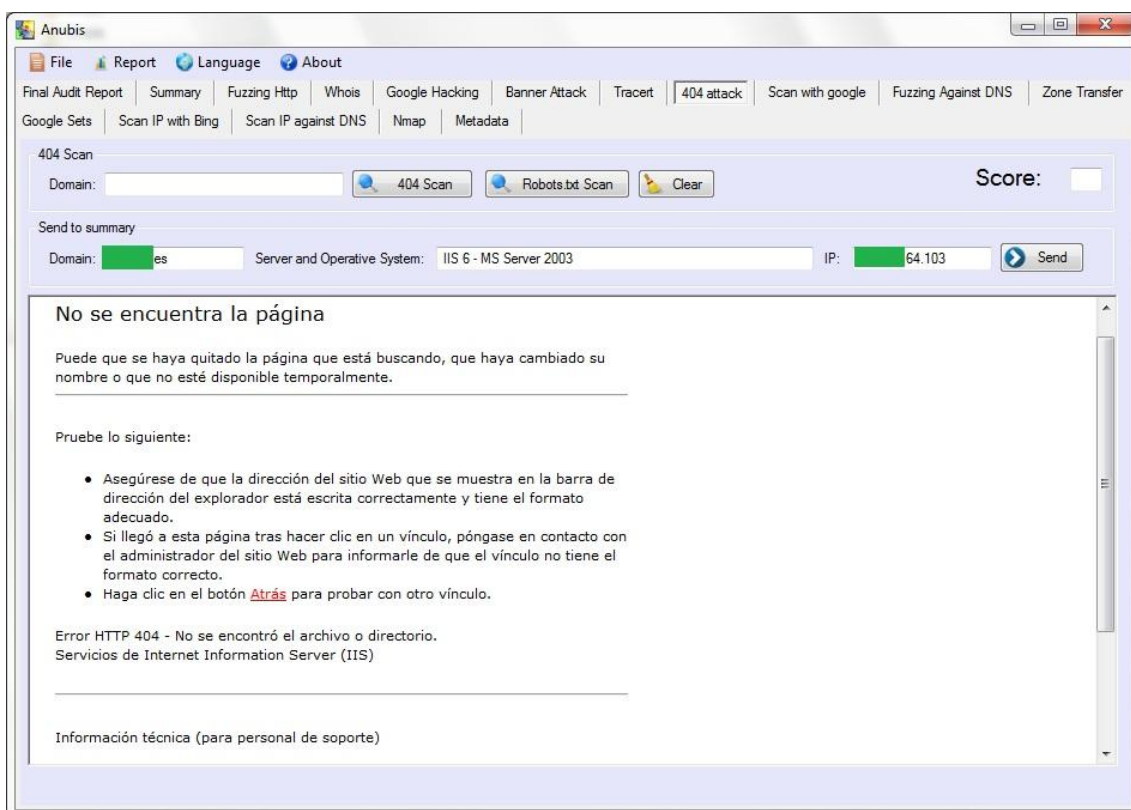 Anubis
File Report Language About
Final Audit Report Summary Fuzzing Http Whois Google Hacking Banner Attack Tracert 404 attack Scan with google Fuzzing Against DNS Zone Transfer
Google Sets Scan IP with Bing Scan IP against DNS Nmap Metadata
404 Scan
Domain: 404 Scan Robots.txt Scan Clear Score:
Send to summary
Domain: es Server and Operative System: IIS 6 - MS Server 2003 IP: 64.103 Send
No se encuentra la página
Puede que se haya quitado la página que está buscando, que haya cambiado su
nombre o que no esté disponible temporalmente.
Pruebe lo siguiente:
• Asegúrese de que la dirección del sitio Web que se muestra en la barra de
dirección del explorador está escrita correctamente y tiene el formato
adecuado.
• Si llegó a esta página tras hacer clic en un vínculo, póngase en contacto con
el administrador del sitio Web para informarle de que el vínculo no tiene el
formato correcto.
• Haga clic en el botón Atrás para probar con otro vínculo.
Error HTTP 404 - No se encontró el archivo o directorio.
Servicios de Internet Information Server (IIS)
Información técnica (para personal de soporte)